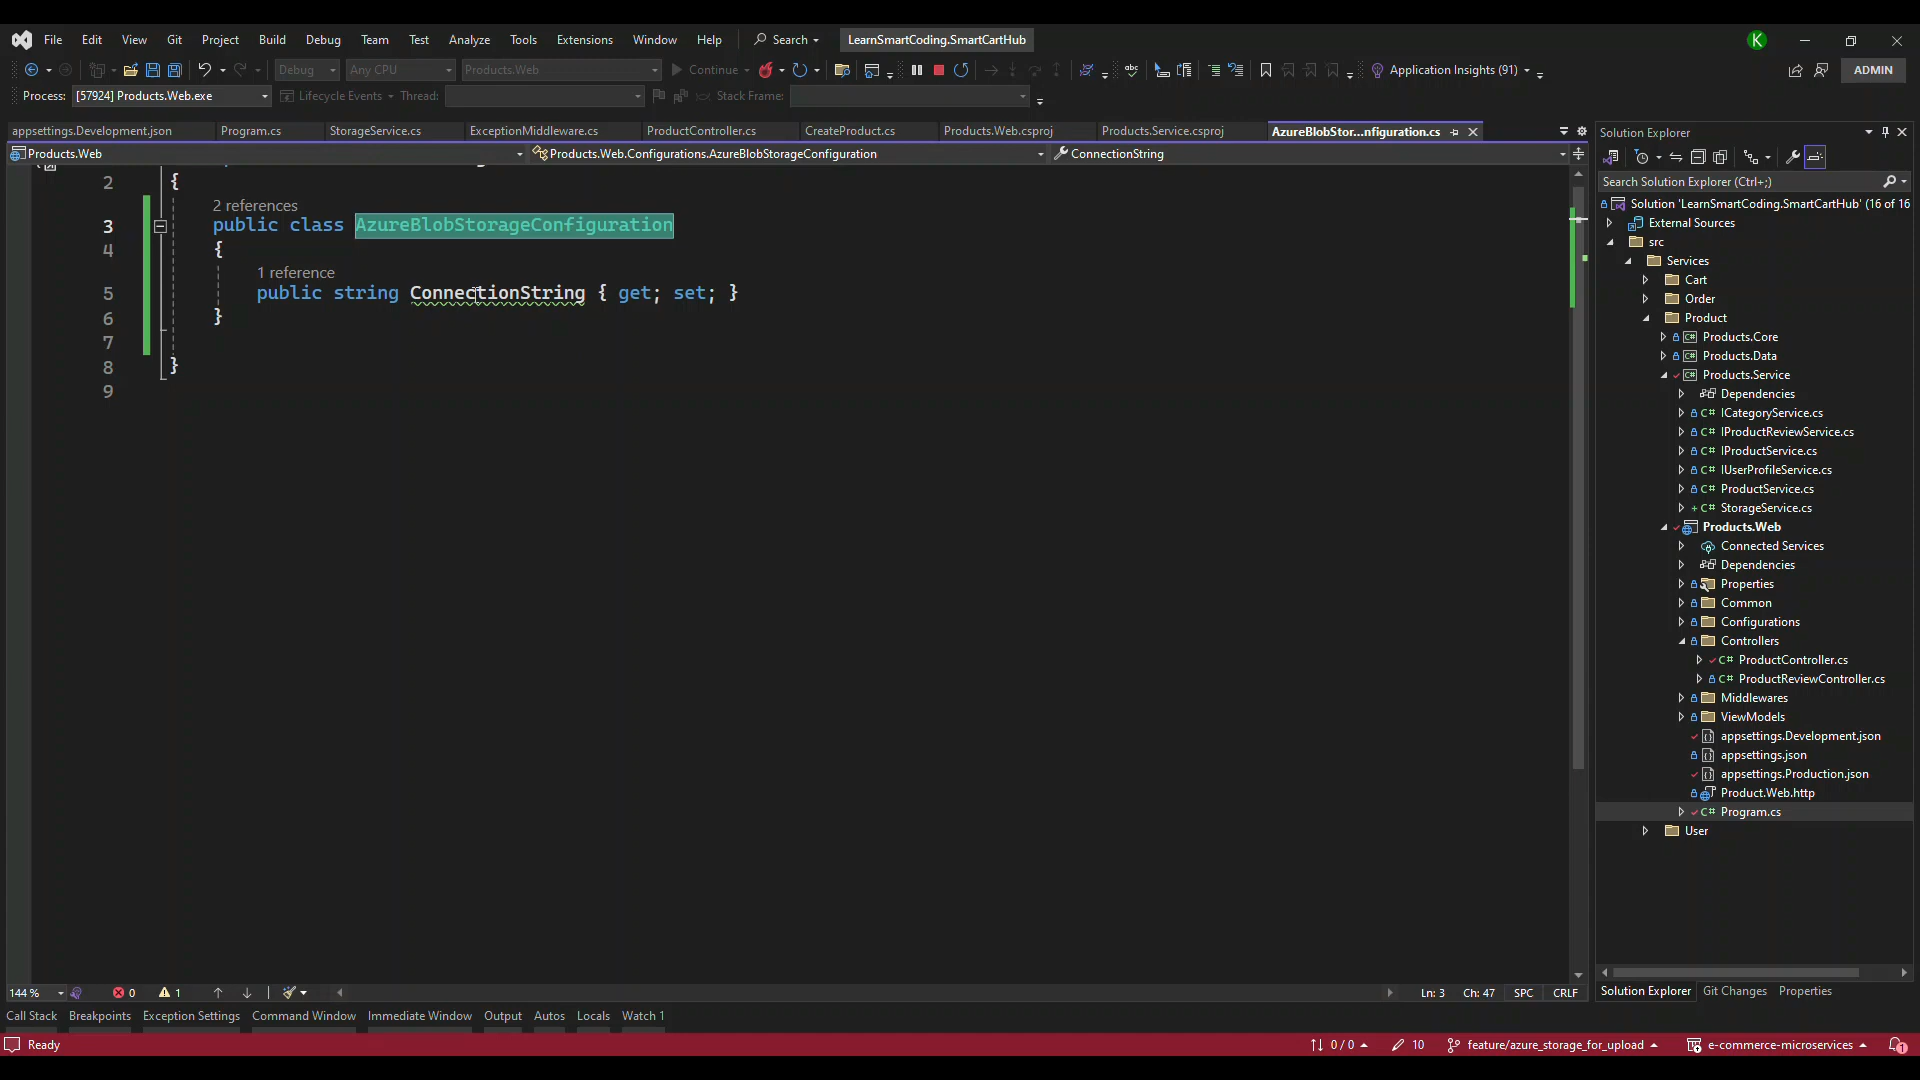 File Edit View Git Project Build Debug Team Test Analyze Tools Extensions Window Help Search LearnSmartCoding.SmartCartHub K
Debug Any CPU Products.Web Continue Application Insights (91) ADMIN
Process: [57924] Products.Web.exe Lifecycle Events Thread: Stack Frame:
appsettings.Development.json Program.cs StorageService.cs ExceptionMiddleware.cs ProductController.cs CreateProduct.cs Products.Web.csproj Products.Service.csproj AzureBlobStor...nfiguration.cs
Products.Web Products.Web.Configurations.AzureBlobStorageConfiguration ConnectionString
2 {
2 references
3 public class AzureBlobStorageConfiguration
4 {
1 reference
5 public string ConnectionString { get; set; }
6 }
7
8 }
9
144 % 0 1 Ln: 3 Ch: 47 SPC CRLF
Call Stack Breakpoints Exception Settings Command Window Immediate Window Output Autos Locals Watch 1
Ready 0 / 0 10 feature/azure_storage_for_upload e-commerce-microservices 1
Solution Explorer
Search Solution Explorer (Ctrl+;)
Solution 'LearnSmartCoding.SmartCartHub' (16 of 16
External Sources
src
Services
Cart
Order
Product
C# Products.Core
C# Products.Data
C# Products.Service
Dependencies
C# ICategoryService.cs
C# IProductReviewService.cs
C# IProductService.cs
C# IUserProfileService.cs
C# ProductService.cs
+ C# StorageService.cs
Products.Web
Connected Services
Dependencies
Properties
Common
Configurations
Controllers
C# ProductController.cs
C# ProductReviewController.cs
Middlewares
ViewModels
appsettings.Development.json
appsettings.json
appsettings.Production.json
Product.Web.http
C# Program.cs
User
Solution Explorer Git Changes Properties